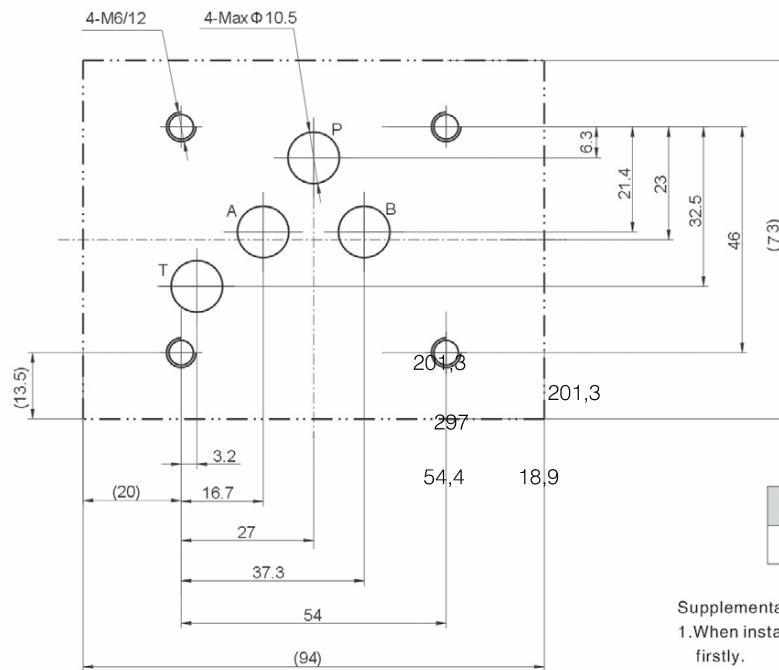 4-M6/12
4-MaxΦ10.5
P
A
B
T
6.3
21.4
23
32.5
46
(73)
(13.5)
201,3
201,3
297
54,4
18,9
3.2
(20)
16.7
27
37.3
54
(94)
Supplementa
1.When insta
firstly.